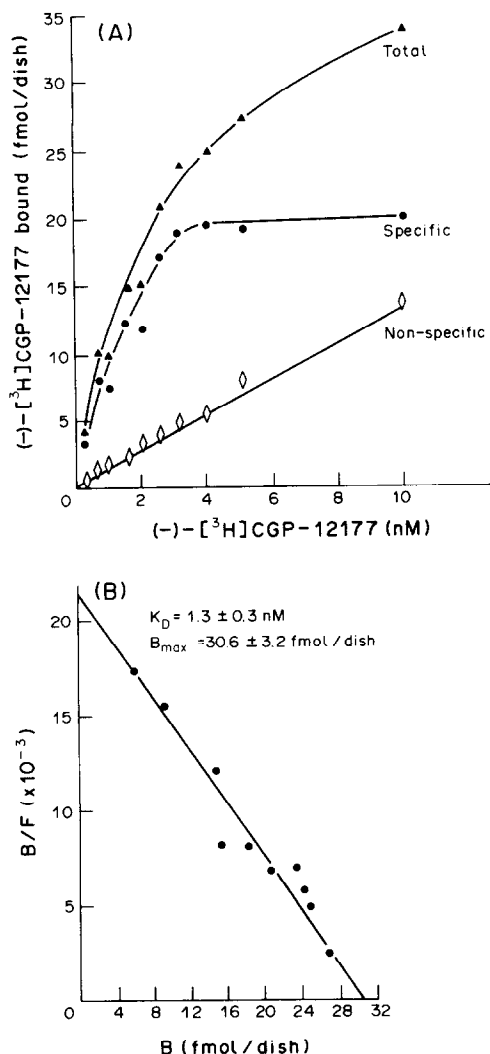 (A)
35
30
25
20
15
10
5
0
2
4
6
8
10
Total
Specific
Non-specific
(-)-[³H]CGP-12177 bound (fmol/dish)
(-)-[³H]CGP-12177 (nM)
(B)
K_D = 1.3 ± 0.3 nM
B_max =30.6 ±3.2 fmol/dish
20
15
10
5
0
4
8
12
16
20
24
28
32
B/F (x10⁻³)
B (fmol/dish)